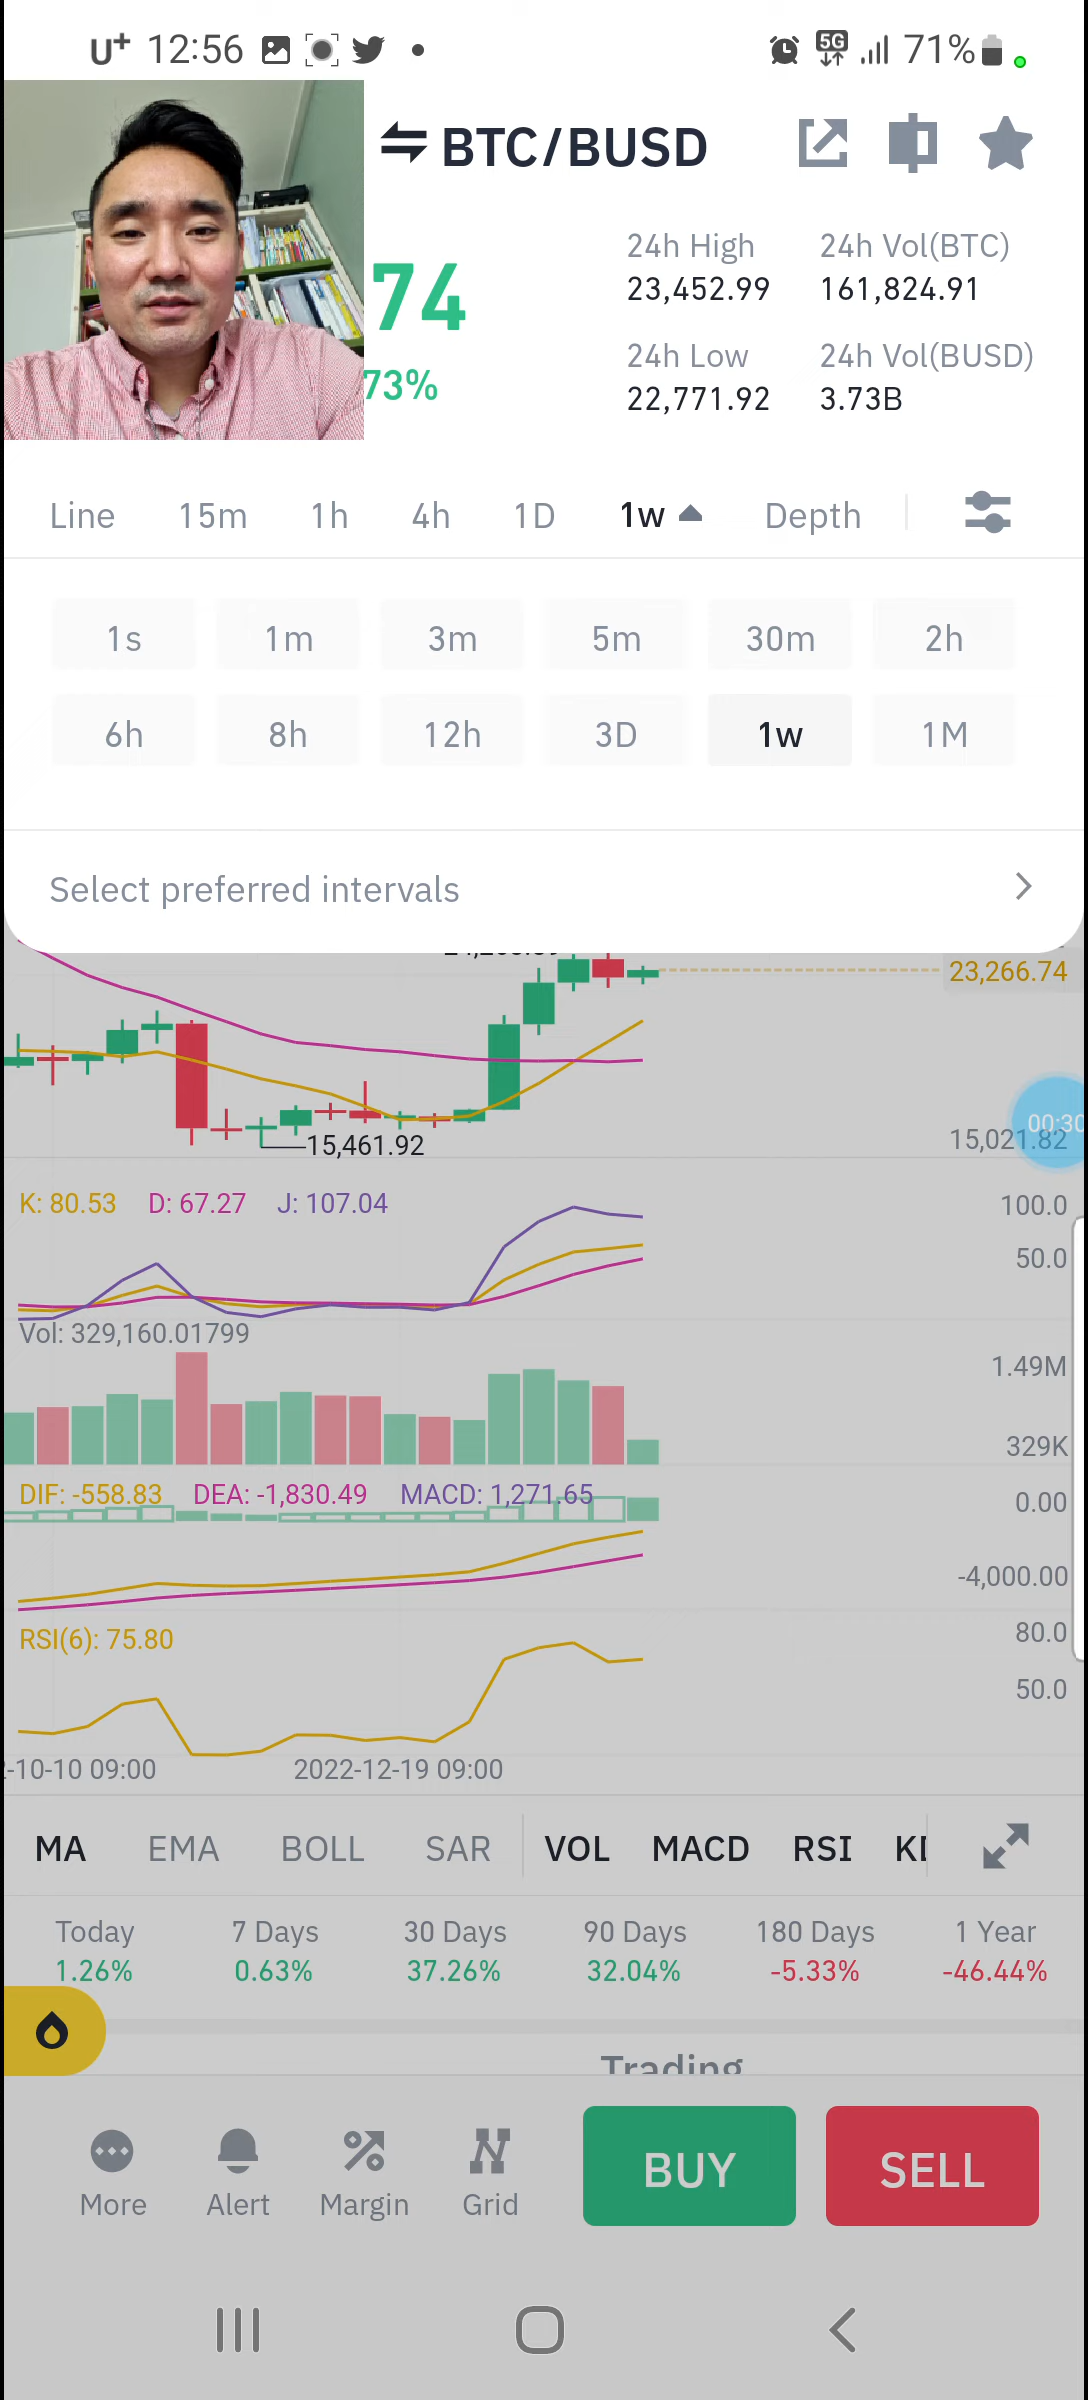 U+ 12:56 5G 71%
BTC/BUSD
74
73%
24h High 24h Vol(BTC)
23,452.99 161,824.91
24h Low 24h Vol(BUSD)
22,771.92 3.73B
Line 15m 1h 4h 1D 1w Depth
1s 1m 3m 5m 30m 2h
6h 8h 12h 3D 1w 1M
Select preferred intervals
23,266.74
00:30
15,021.82
15,461.92
K: 80.53 D: 67.27 J: 107.04
100.0
50.0
Vol: 329,160.01799
1.49M
329K
DIF: -558.83 DEA: -1,830.49 MACD: 1,271.65
0.00
-4,000.00
RSI(6): 75.80
80.0
50.0
-10-10 09:00 2022-12-19 09:00
MA EMA BOLL SAR VOL MACD RSI
Today 7 Days 30 Days 90 Days 180 Days 1 Year
1.26% 0.63% 37.26% 32.04% -5.33% -46.44%
Trading
More Alert Margin Grid BUY SELL